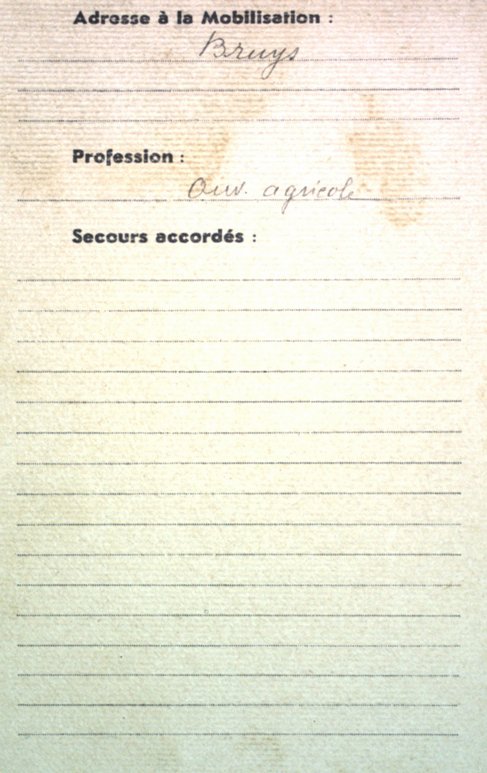 Adresse à la Mobilisation :
Bruys
Profession :
Ouv. agricole
Secours accordés :